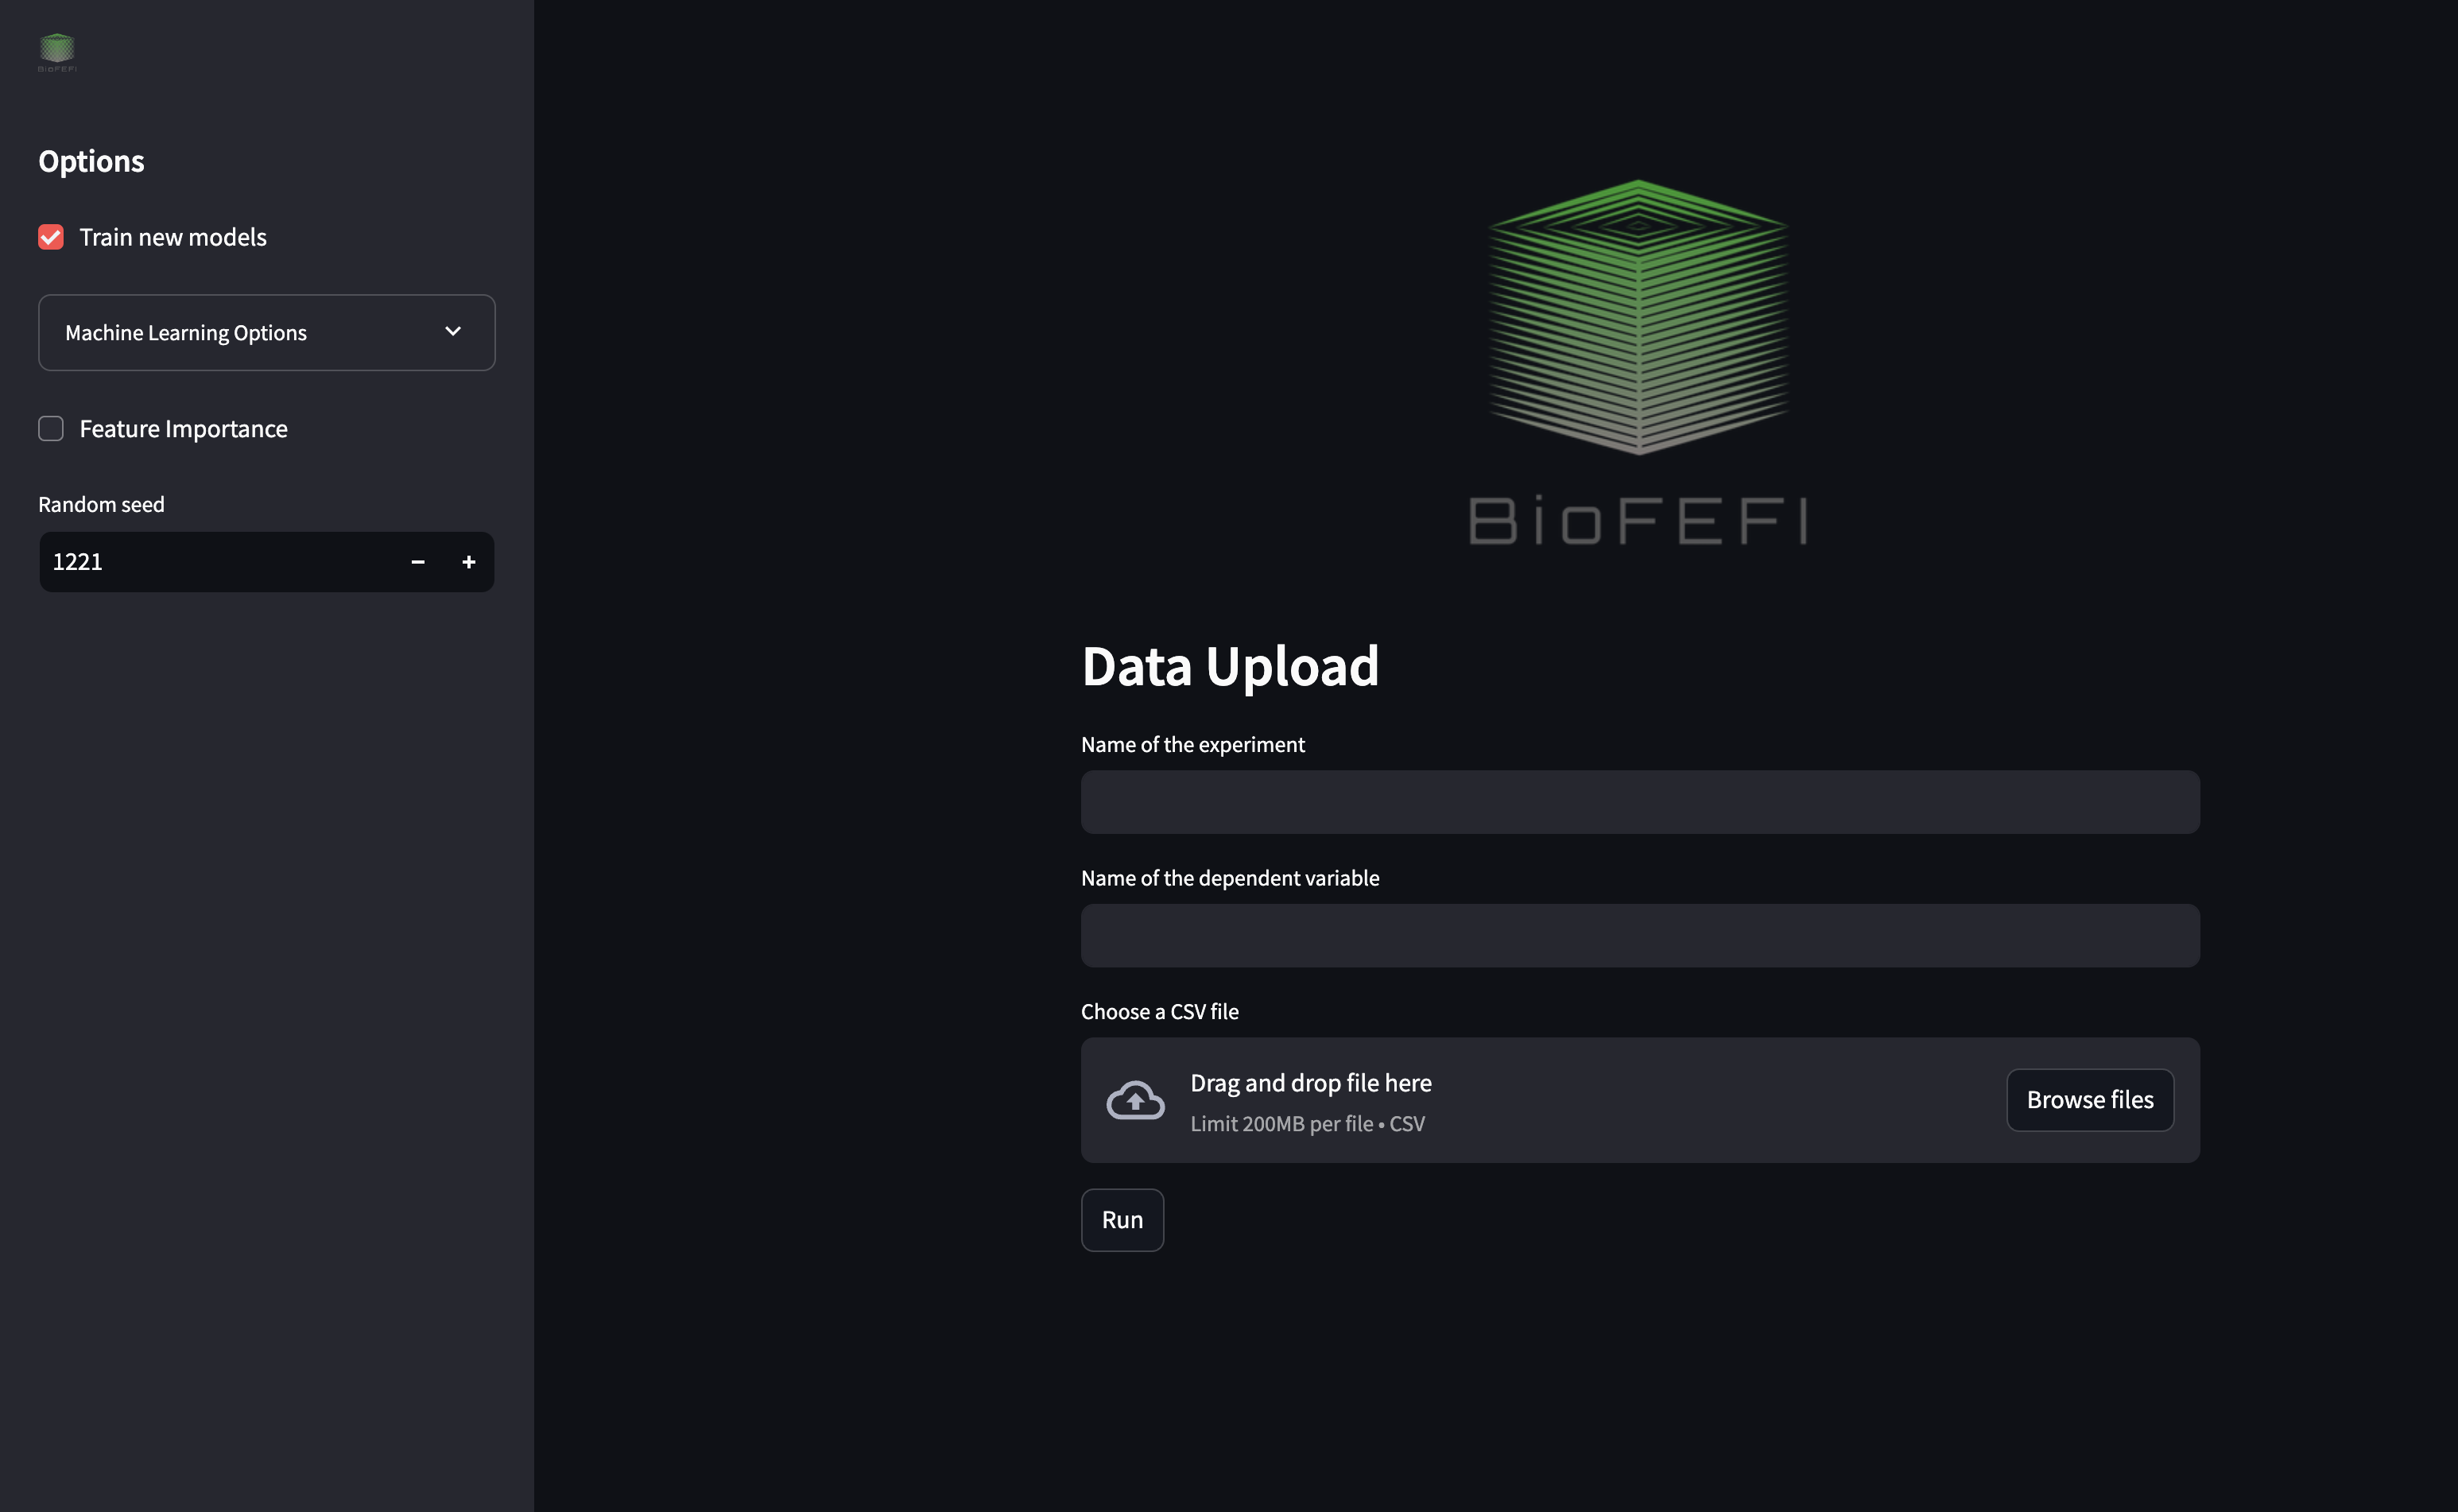 BioFEFI
Options
Train new models
Machine Learning Options
Feature Importance
Random seed
1221
BioFEFI
Data Upload
Name of the experiment
Name of the dependent variable
Choose a CSV file
Drag and drop file here
Limit 200MB per file • CSV
Browse files
Run